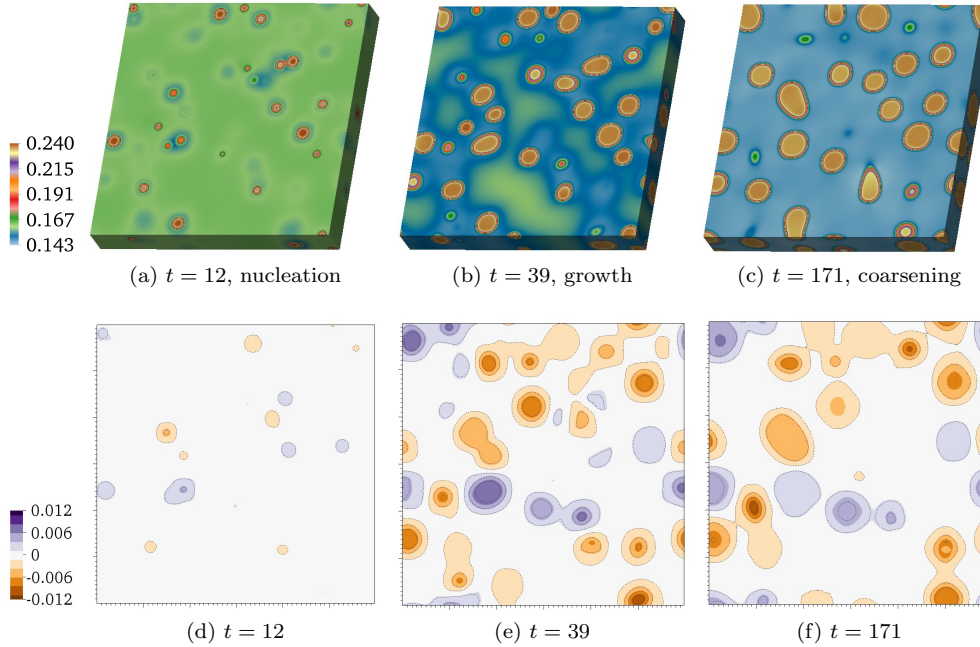 0.240
0.215
0.191
0.167
0.143
(a) t = 12, nucleation
(b) t = 39, growth
(c) t = 171, coarsening
0.012
0.006
0
-0.006
-0.012
(d) t = 12
(e) t = 39
(f) t = 171